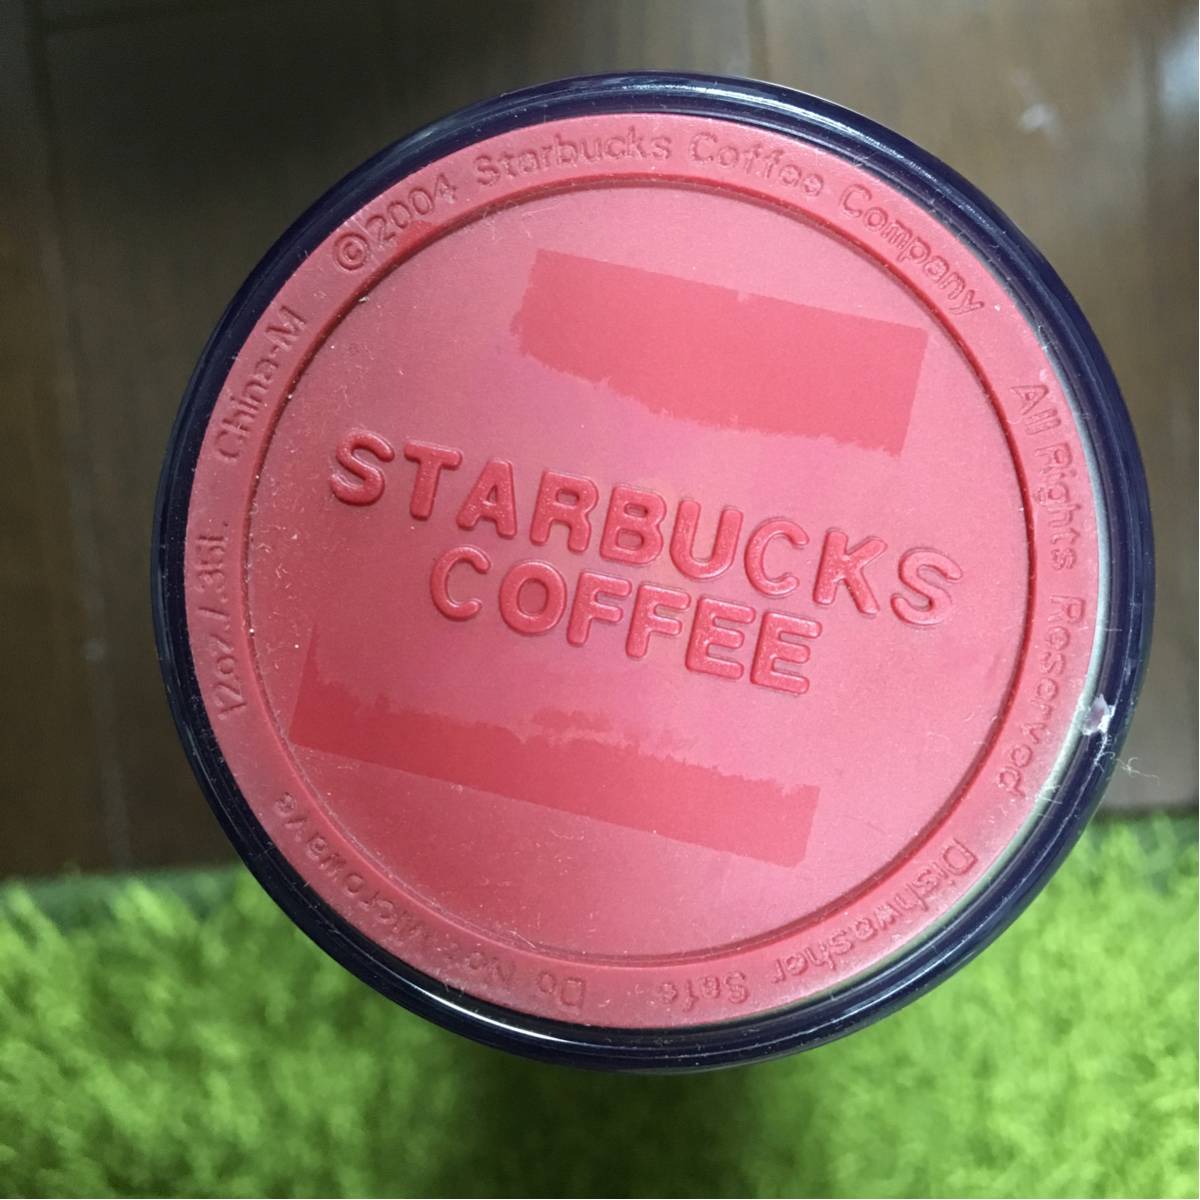 STARBUCKS
COFFEE
©2004 Starbucks Coffee Company
All Rights Reserved
Dishwasher Safe
Do Not Microwave
12oz./.35L.
China-M